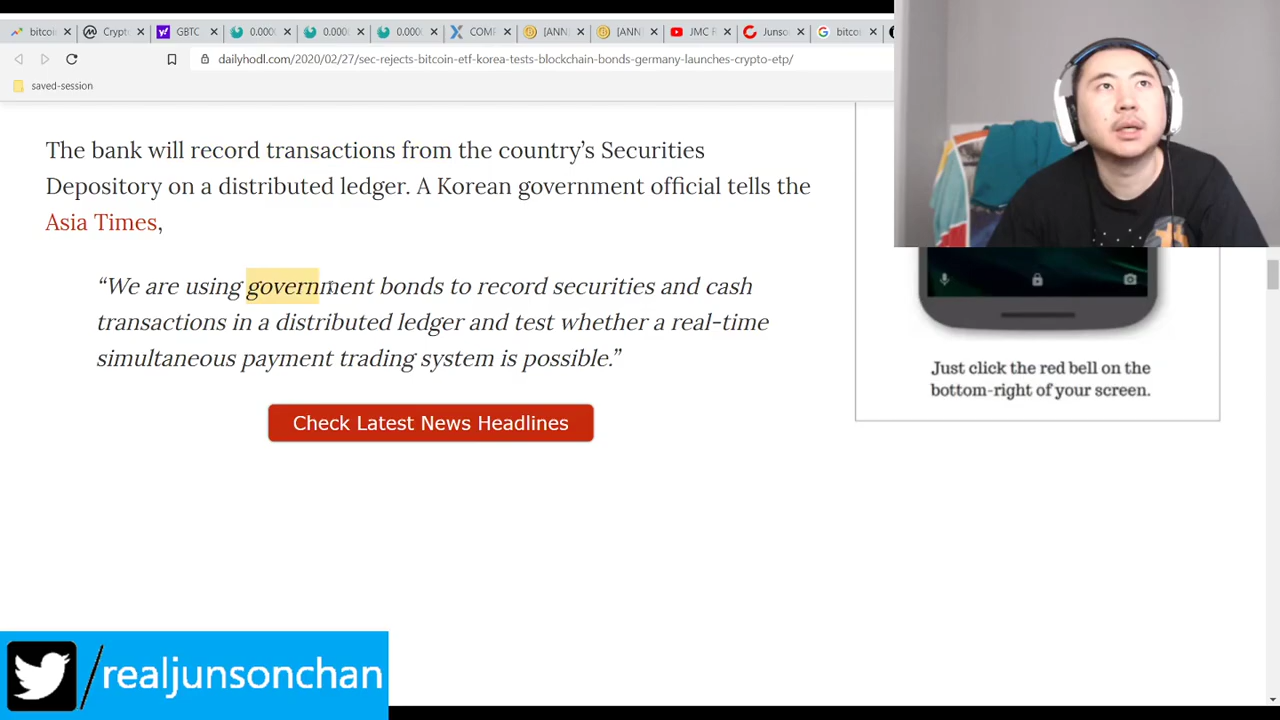 bitcoi
Crypt
GBTC
0.000
0.000
0.000
COMF
[ANN
[ANN
JMC R
Junso
bitco
dailyhodl.com/2020/02/27/sec-rejects-bitcoin-etf-korea-tests-blockchain-bonds-germany-launches-crypto-etp/
saved-session
The bank will record transactions from the country’s Securities
Depository on a distributed ledger. A Korean government official tells the
Asia Times,
“We are using government bonds to record securities and cash
transactions in a distributed ledger and test whether a real-time
simultaneous payment trading system is possible.”
Check Latest News Headlines
Just click the red bell on the
bottom-right of your screen.
/realjunsonchan